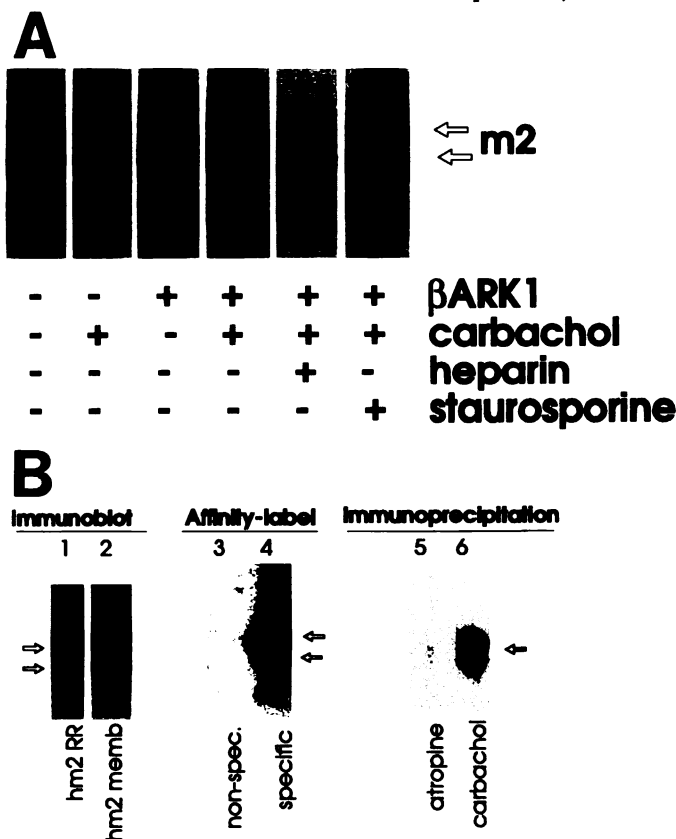 A
m2
- - + + + + βARK1
- + - + + + carbachol
- - - - + - heparin
- - - - - + staurosporine
B
Immunoblot Affinity-label Immunoprecipitation
1 2 3 4 5 6
hm2 RR hm2 memb non-spec. specific atropine carbachol